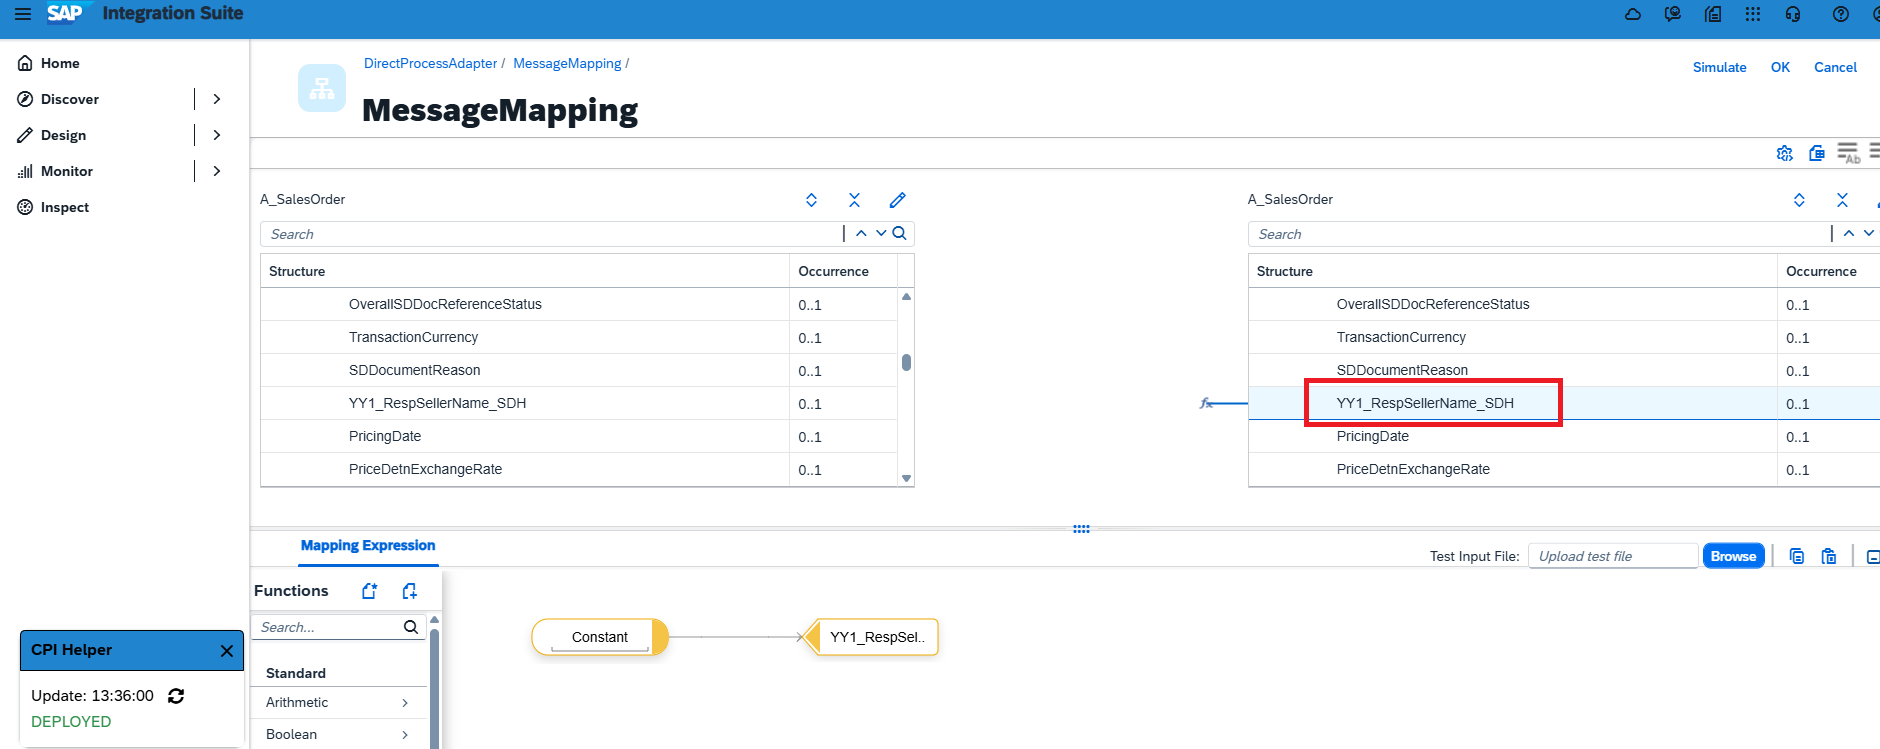 SAP Integration Suite
Home
Discover
Design
Monitor
Inspect
DirectProcessAdapter / MessageMapping /
MessageMapping
Simulate OK Cancel
Ab
A_SalesOrder
Search
Structure Occurrence
OverallSDDocReferenceStatus 0..1
TransactionCurrency 0..1
SDDocumentReason 0..1
YY1_RespSellerName_SDH 0..1
PricingDate 0..1
PriceDetnExchangeRate 0..1
fx
A_SalesOrder
Search
Structure Occurrence
OverallSDDocReferenceStatus 0..1
TransactionCurrency 0..1
SDDocumentReason 0..1
YY1_RespSellerName_SDH 0..1
PricingDate 0..1
PriceDetnExchangeRate 0..1
Mapping Expression
Test Input File: Upload test file Browse
Functions
Search...
Standard
Arithmetic
Boolean
Constant
YY1_RespSel..
CPI Helper
Update: 13:36:00
DEPLOYED